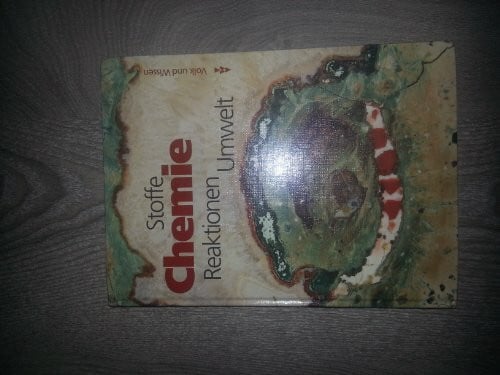 Stoffe
Chemie
Reaktionen
Umwelt
Volk und Wissen